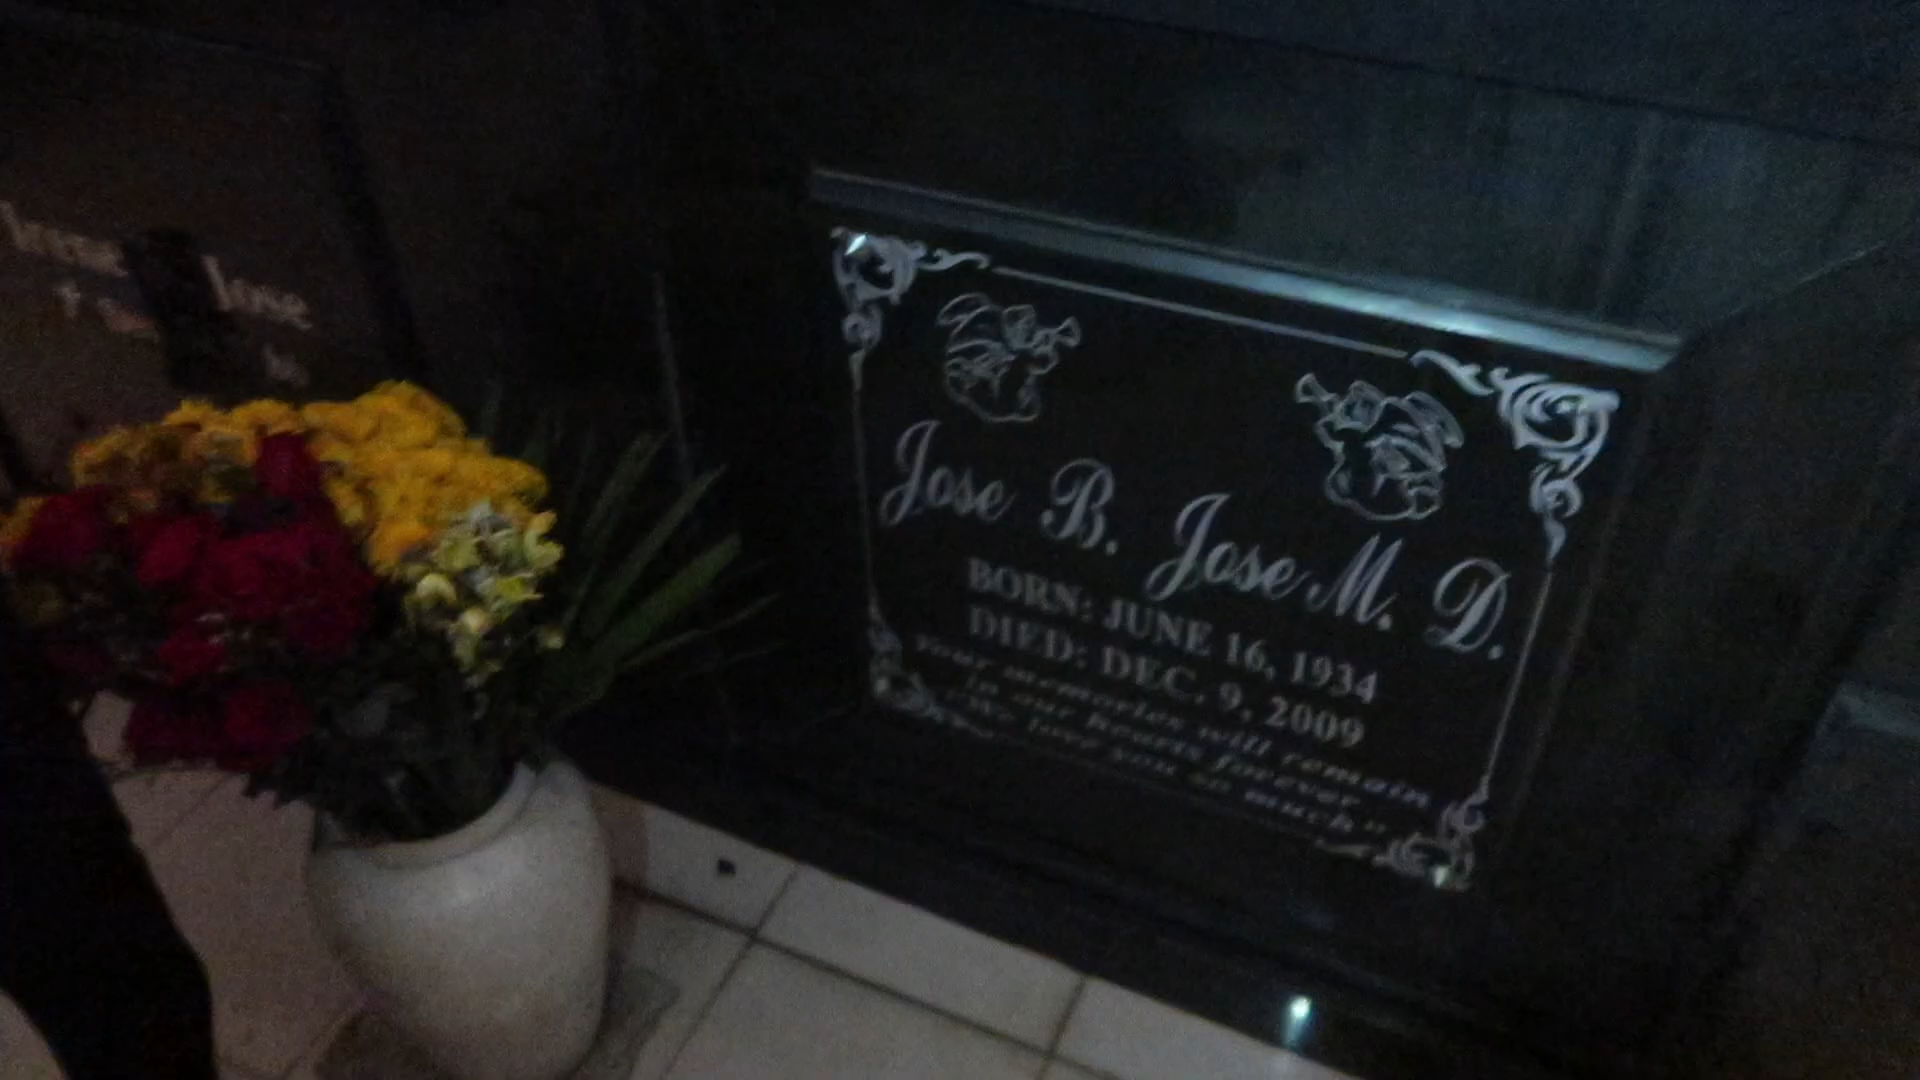 Jose B. Jose M. D.
BORN: JUNE 16, 1934
DIED: DEC. 9, 2009
Your memories will remain
in our hearts forever
We love you so much"